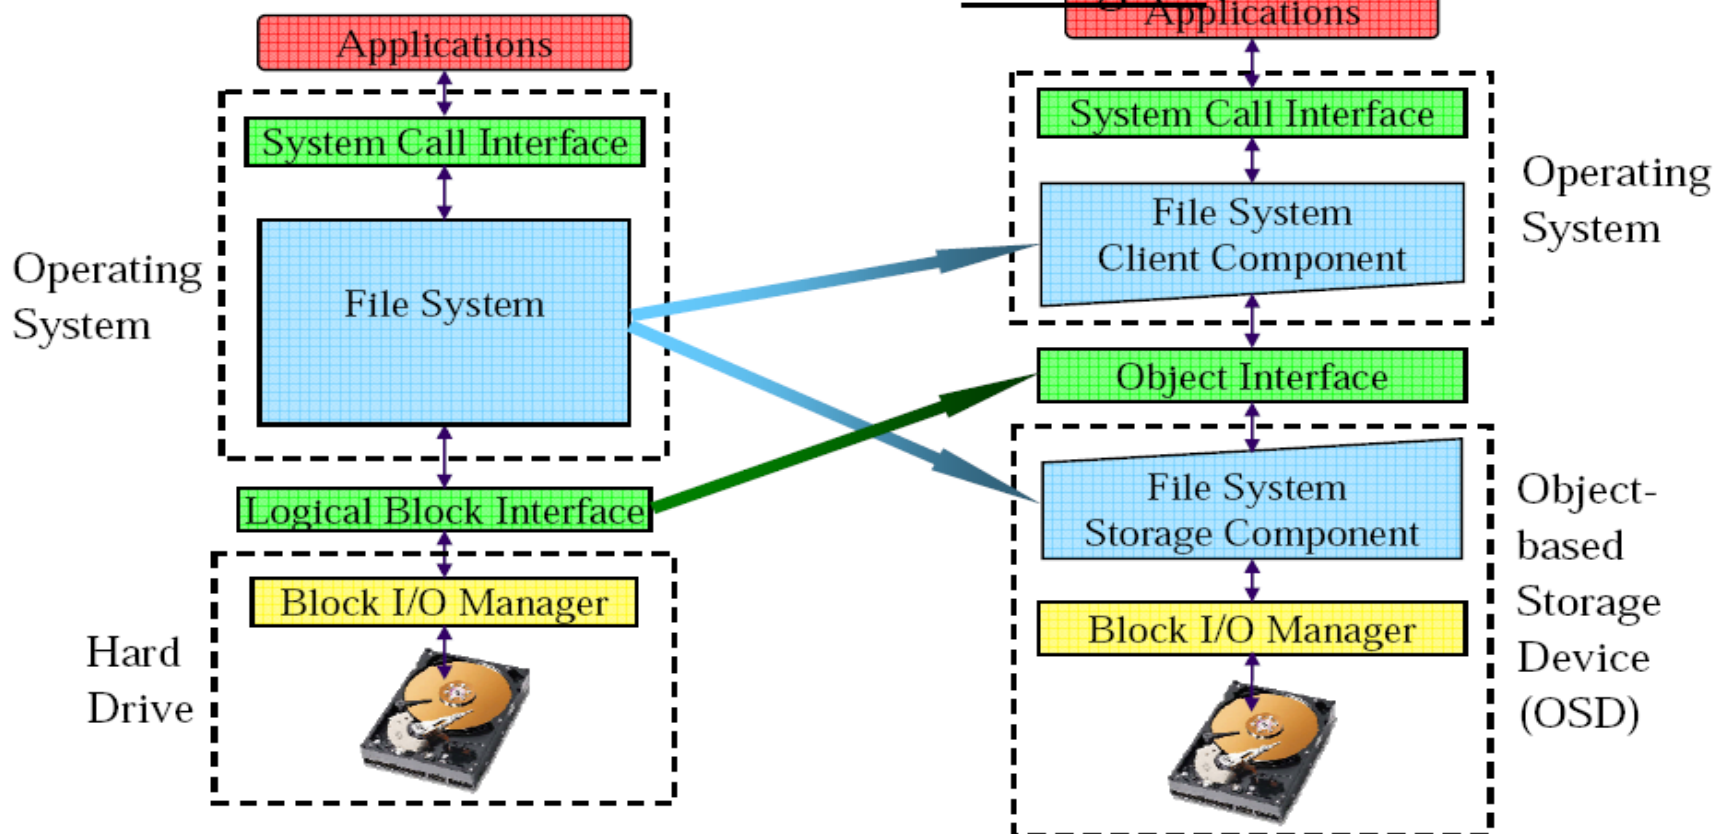 Applications
System Call Interface
Operating
System
File System
Logical Block Interface
Block I/O Manager
Hard
Drive
Applications
System Call Interface
Operating
System
File System
Client Component
Object Interface
File System
Storage Component
Block I/O Manager
Object-
based
Storage
Device
(OSD)